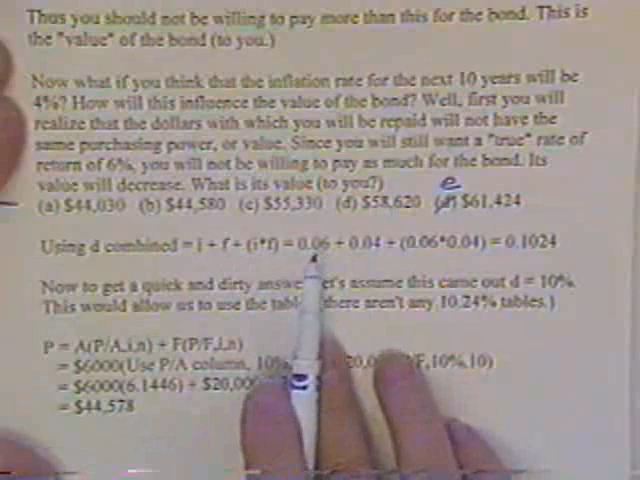 Thus you should not be willing to pay more than this for the bond. This is
the "value" of the bond (to you.)
Now what if you think that the inflation rate for the next 10 years will be
4%? How will this influence the value of the bond? Well, first you will
realize that the dollars with which you will be repaid will not have the
same purchasing power, or value. Since you will still want a "true" rate of
return of 6%, you will not be willing to pay as much for the bond. Its
value will decrease. What is its value (to you?)
e
(a) $44,030 (b) $44,580 (c) $55,330 (d) $58,620 $61,424
Using d combined = i + f + (i*f) = 0.06 + 0.04 + (0.06*0.04) = 0.1024
Now to get a quick and dirty answe et's assume this came out d = 10%.
This would allow us to use the tabl there aren't any 10.24% tables.)
P = A(P/A,i,n) + F(P/F,i,n)
= $6000(Use P/A column, 10% 20,0 /F,10%,10)
= $6000(6.1446) + $20,000
= $44,578